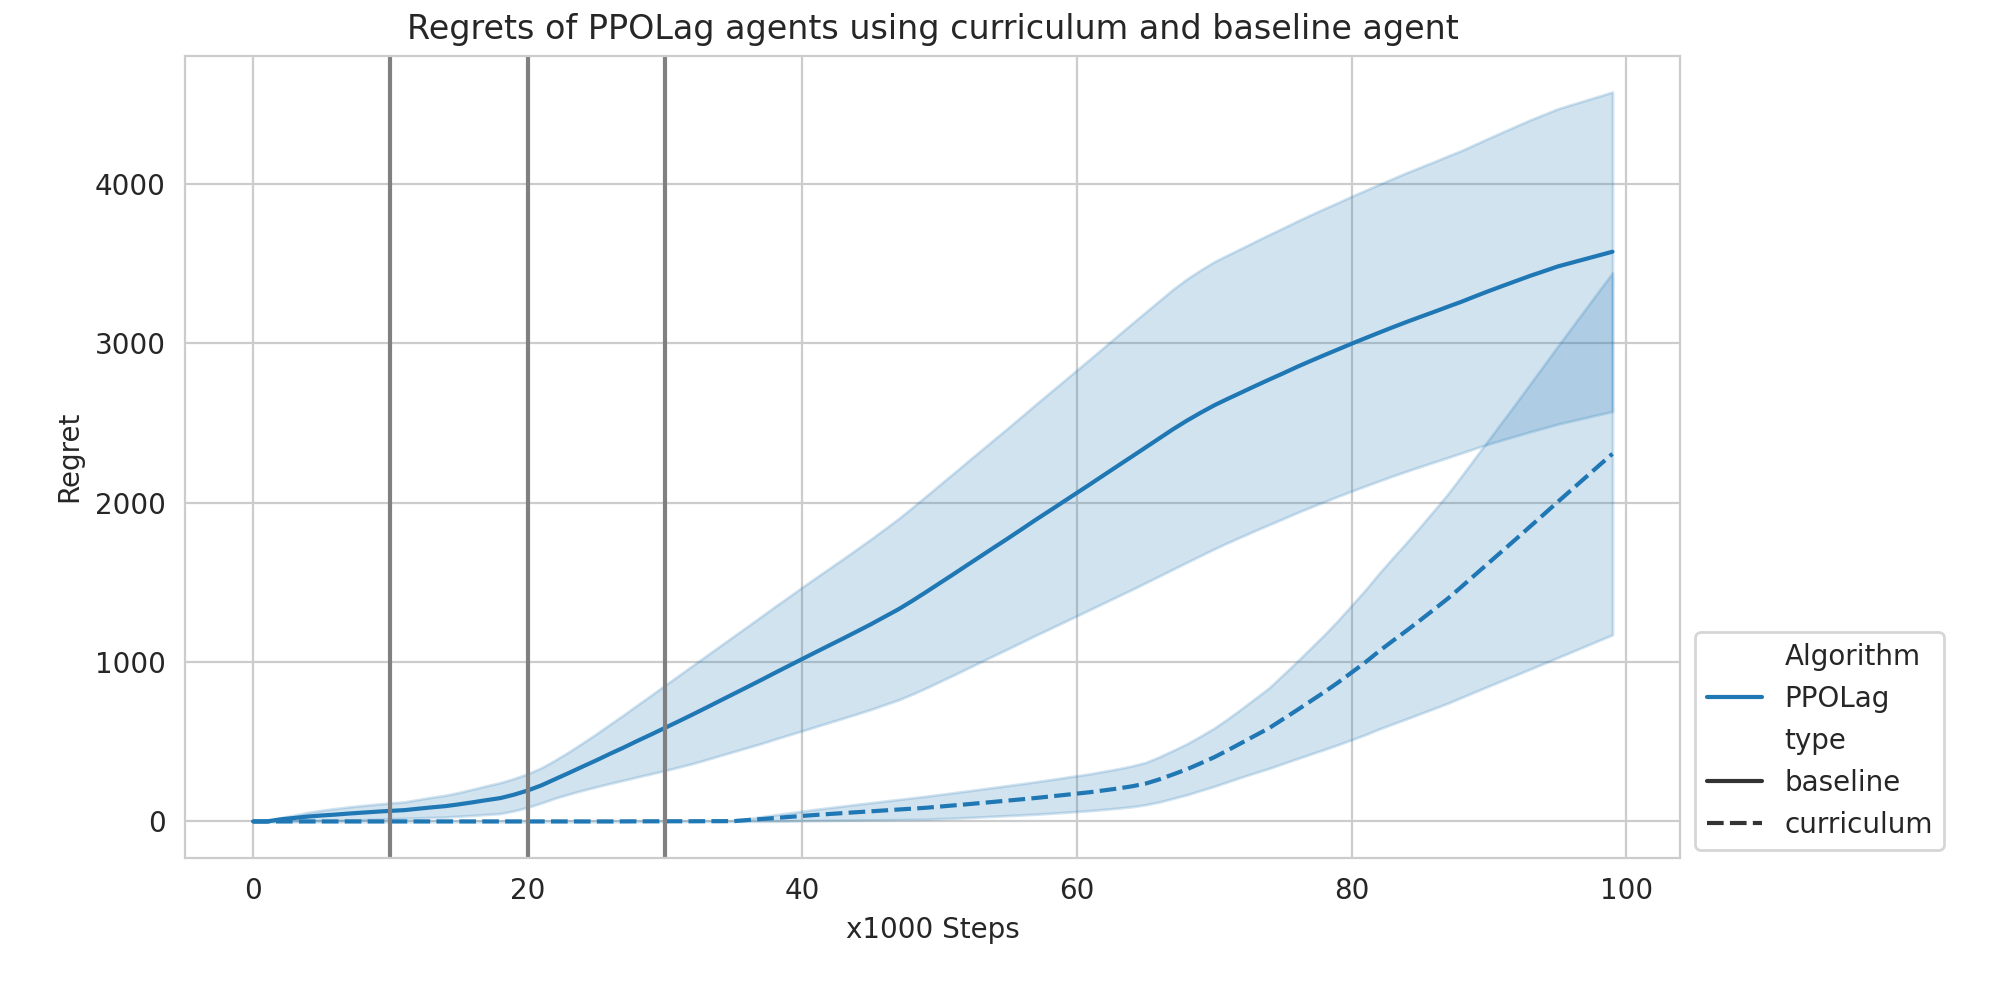 Regrets of PPOLag agents using curriculum and baseline agent
4000
3000
2000
1000
0
Regret
0
20
40
60
80
100
x1000 Steps
Algorithm
PPOLag
type
baseline
curriculum